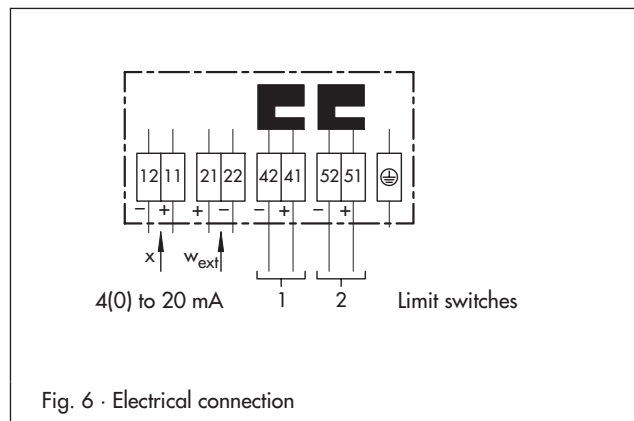 12 11 21 22 42 41 52 51
− + + − − + − +
x w_ext
4(0) to 20 mA 1 2 Limit switches
Fig. 6 · Electrical connection